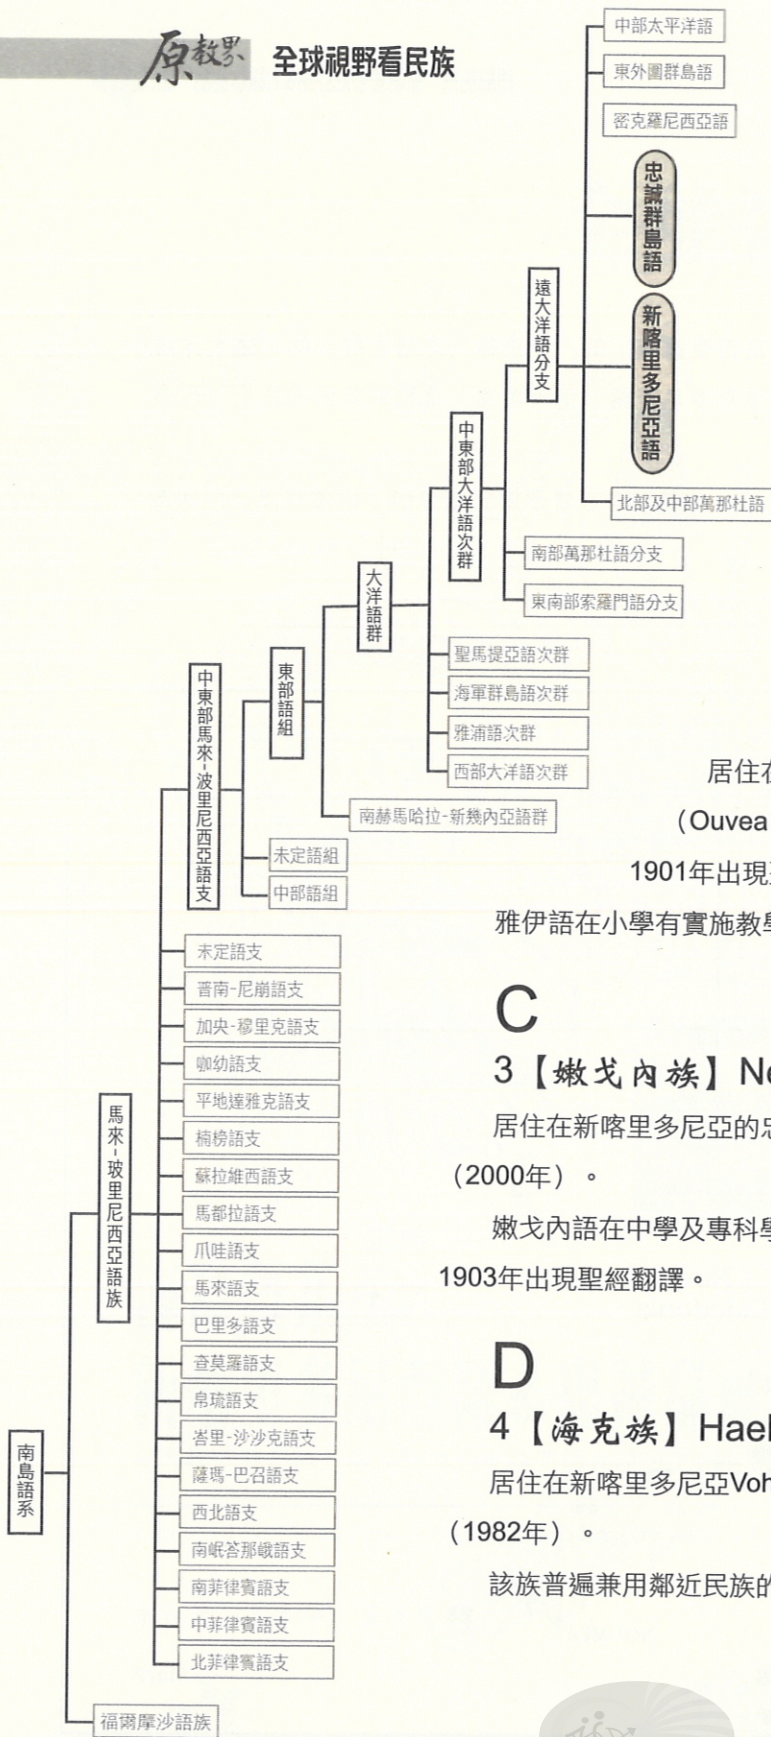 原教界 全球視野看民族
中部太平洋語
東外圍群島語
密克羅尼西亞語
忠誠群島語
新喀里多尼亞語
北部及中部萬那杜語
遠大洋語分支
南部萬那杜語分支
東南部索羅門語分支
中東部大洋語次群
聖馬提亞語次群
海軍群島語次群
雅浦語次群
西部大洋語次群
大洋語群
南赫馬哈拉-新幾內亞語群
東部語組
未定語組
中部語組
中東部馬來-波里尼西亞語支
未定語支
普南-尼崩語支
加央-穆里克語支
咖幼語支
平地達雅克語支
楠榜語支
蘇拉維西語支
馬都拉語支
爪哇語支
馬來語支
巴里多語支
查莫羅語支
帛琉語支
峇里-沙沙克語支
薩瑪-巴召語支
西北語支
南岷答那峨語支
南菲律賓語支
中菲律賓語支
北菲律賓語支
馬來-玻里尼西亞語族
南島語系
福爾摩沙語族
居住在
（Ouvea
1901年出現
雅伊語在小學有實施教學
C
3【嫩戈內族】Ne
居住在新喀里多尼亞的忠
（2000年）。
嫩戈內語在中學及專科學
1903年出現聖經翻譯。
D
4【海克族】Hae
居住在新喀里多尼亞Voh
（1982年）。
該族普遍兼用鄰近民族的